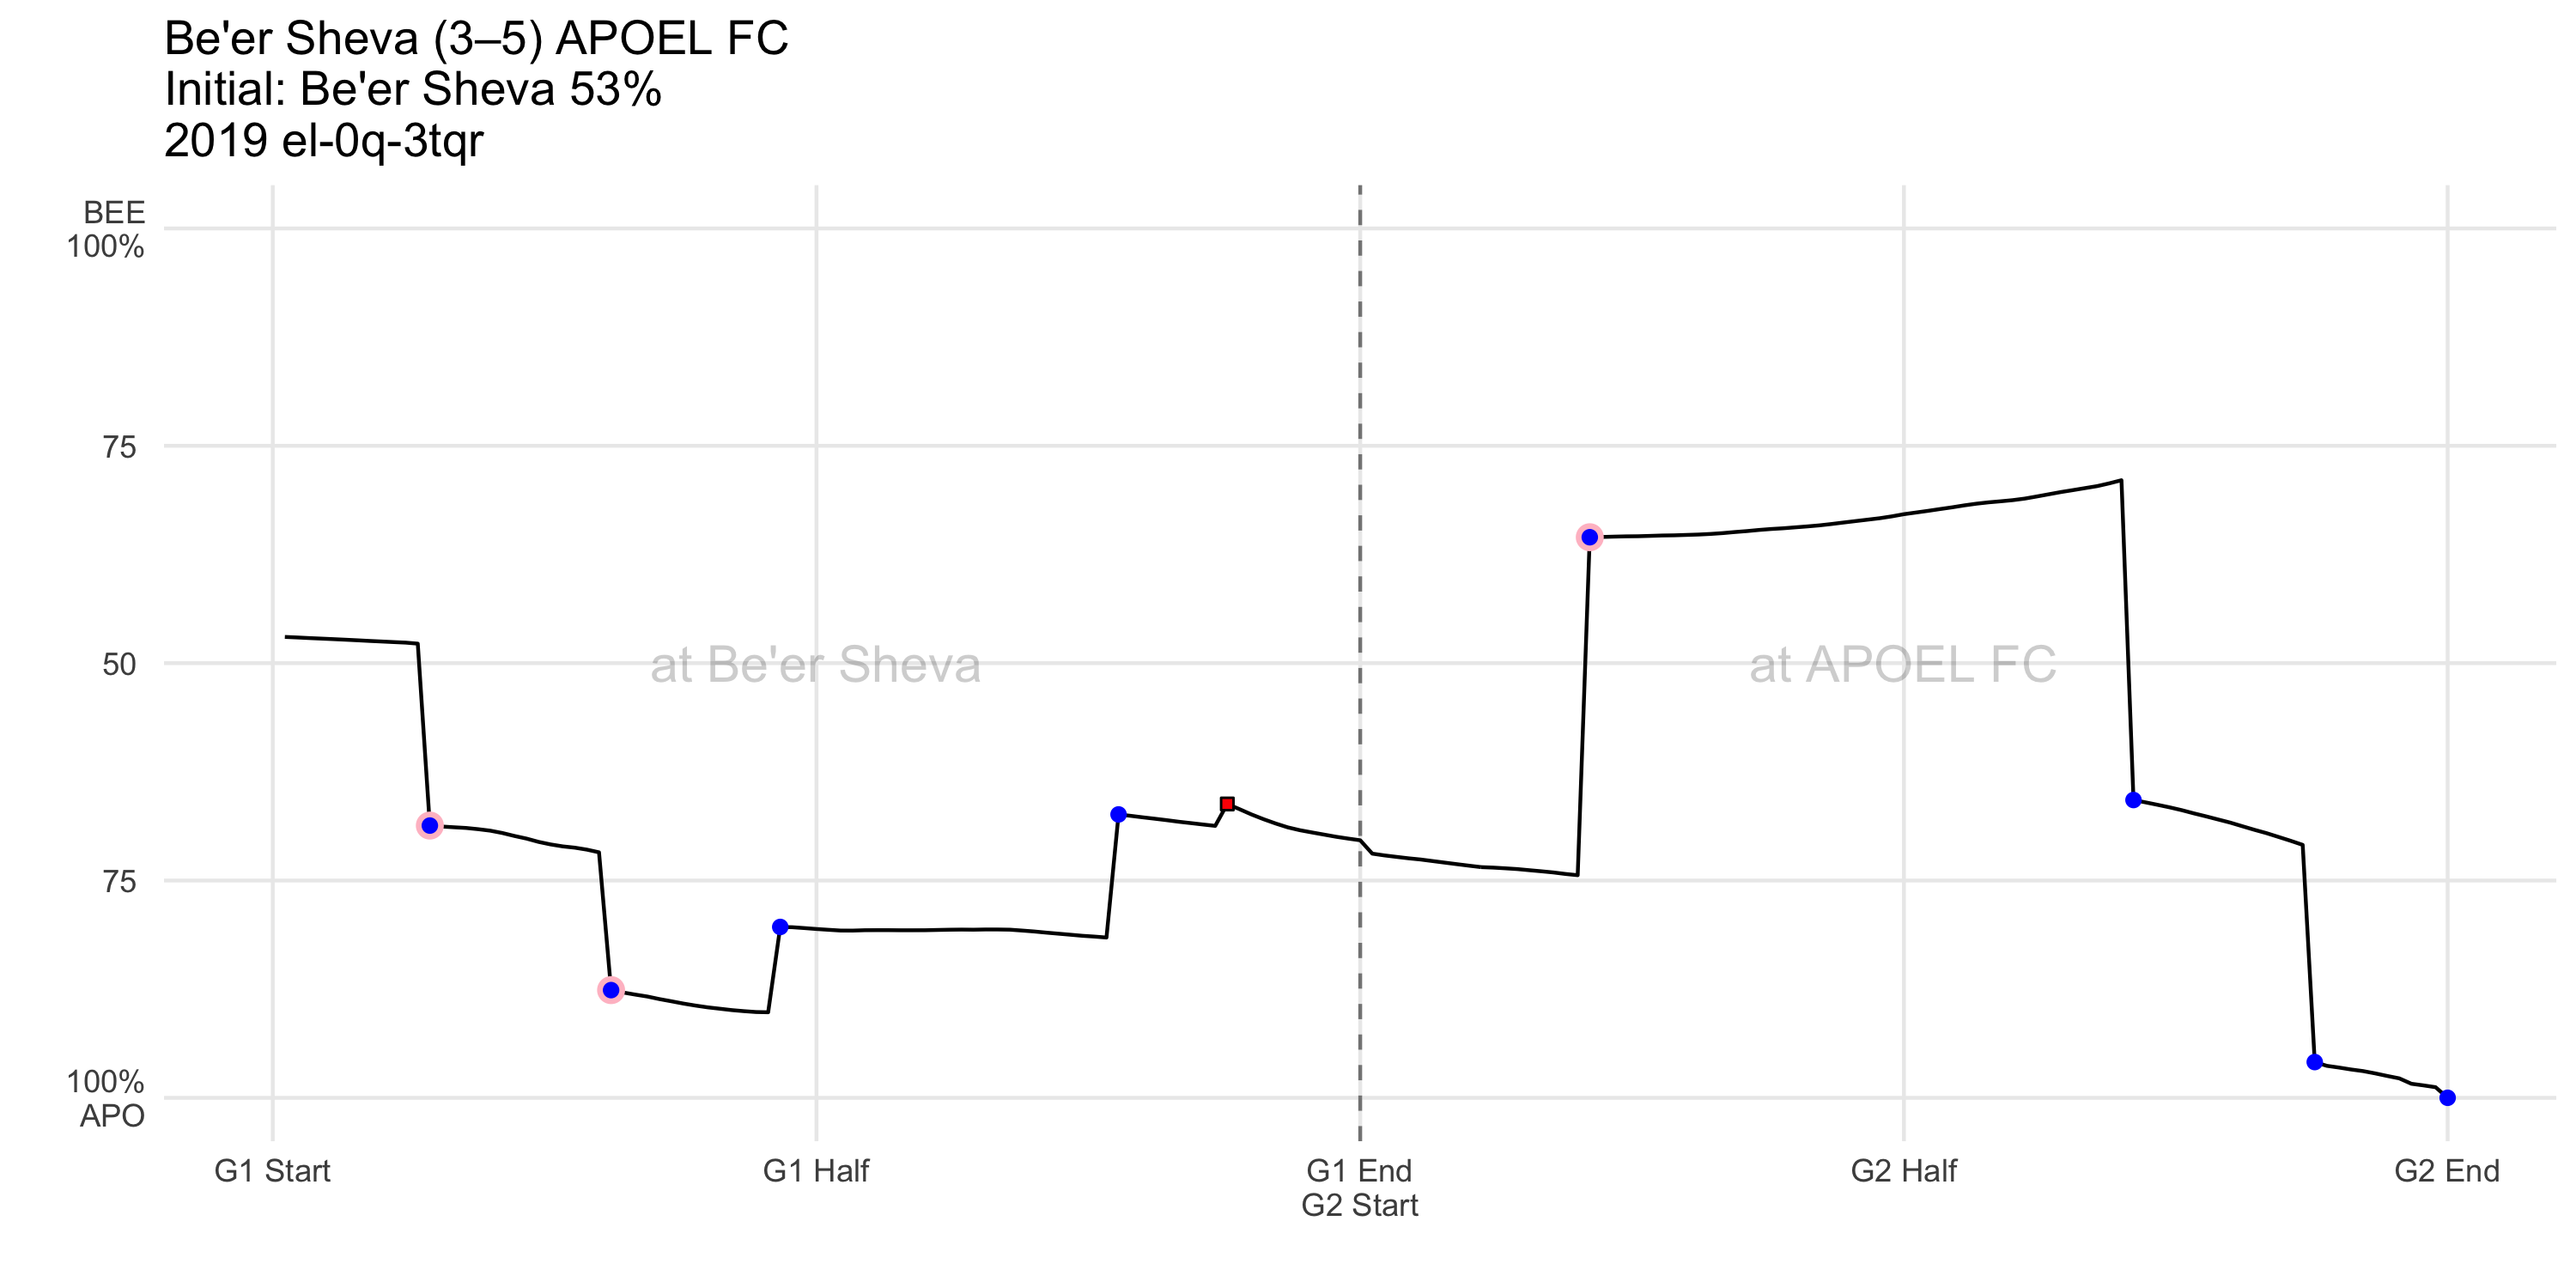 Be'er Sheva (3–5) APOEL FC
Initial: Be'er Sheva 53%
2019 el-0q-3tqr
BEE
100%
75
50
75
100%
APO
at Be'er Sheva
at APOEL FC
G1 Start
G1 Half
G1 End
G2 Start
G2 Half
G2 End